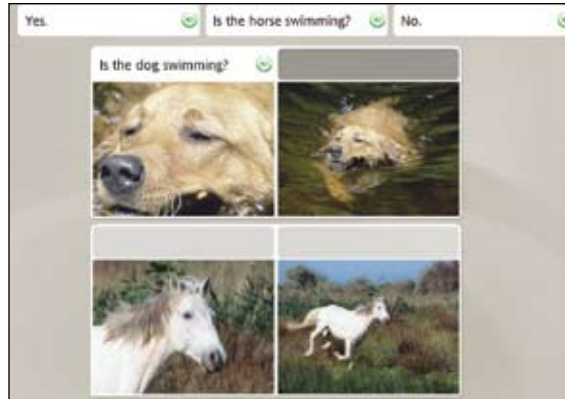 Yes.
Is the horse swimming?
No.
Is the dog swimming?